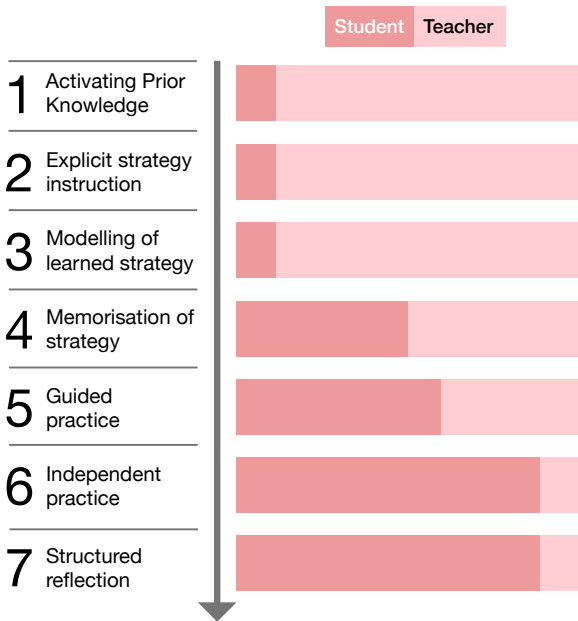 Student Teacher
1 Activating Prior
Knowledge
2 Explicit strategy
instruction
3 Modelling of
learned strategy
4 Memorisation of
strategy
5 Guided
practice
6 Independent
practice
7 Structured
reflection